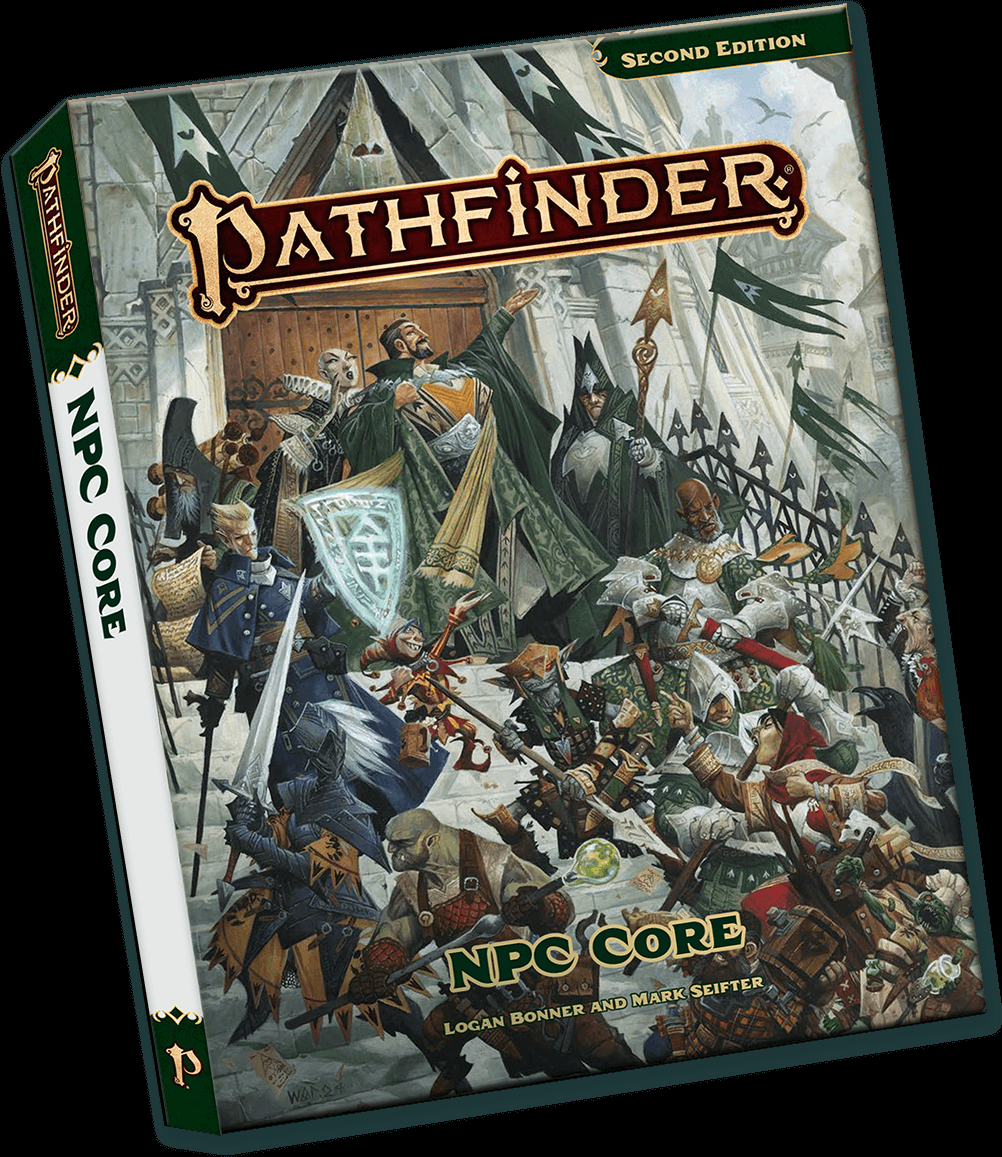 SECOND EDITION
PATHFINDER®
NPC CORE
LOGAN BONNER AND MARK SEIFTER
PATHFINDER
NPC CORE
P